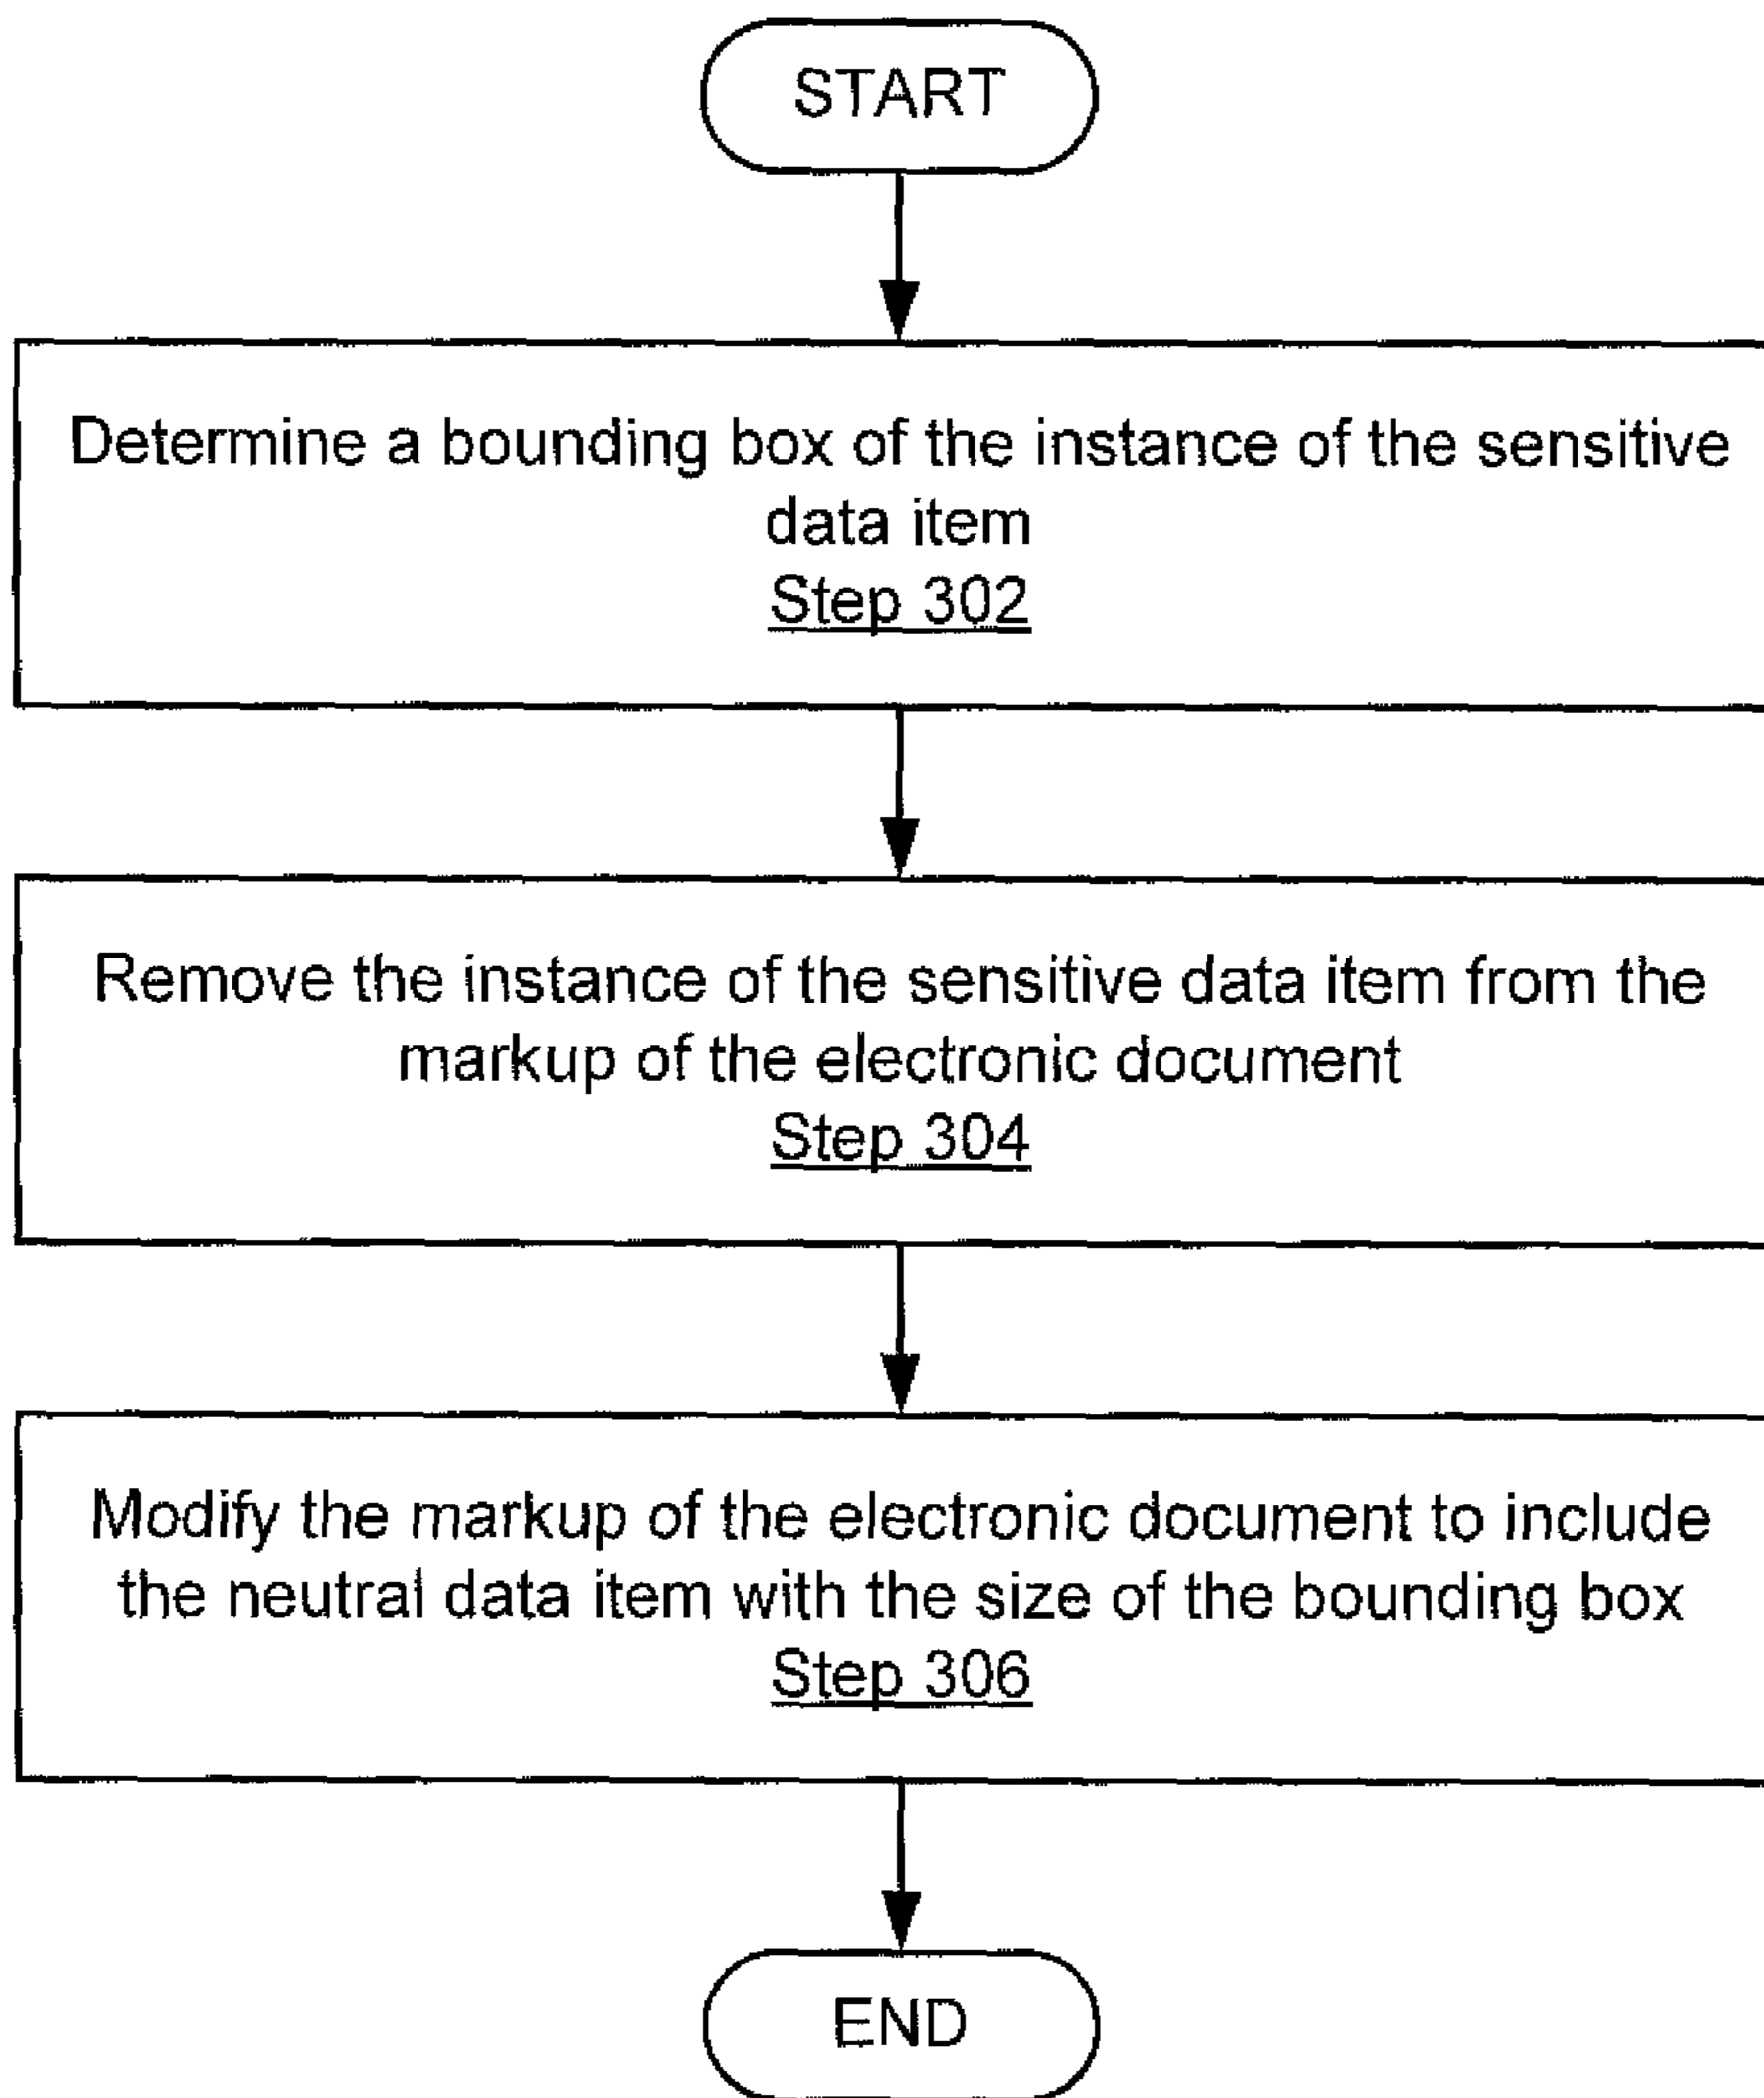 START
Determine a bounding box of the instance of the sensitive
data item
Step 302
Remove the instance of the sensitive data item from the
markup of the electronic document
Step 304
Modify the markup of the electronic document to include
the neutral data item with the size of the bounding box
Step 306
END